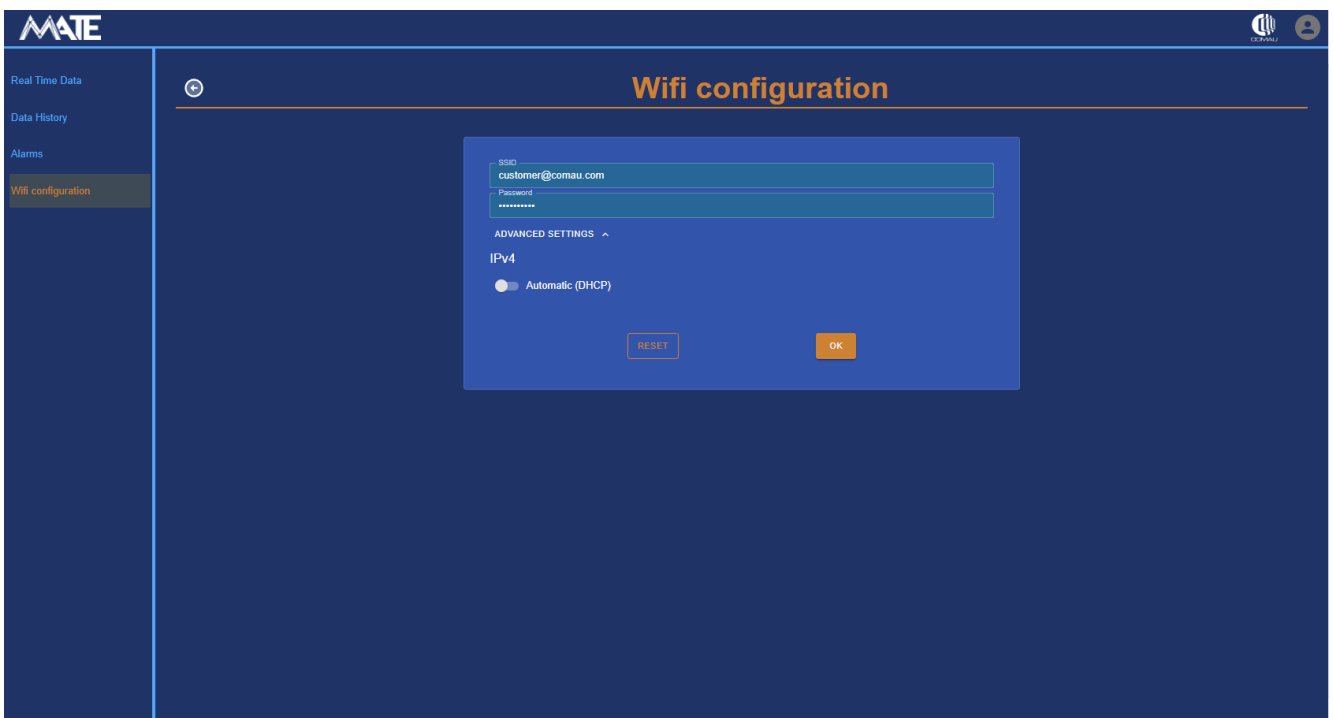 MATE
COMAU
Real Time Data
Data History
Alarms
Wifi configuration
Wifi configuration
SSID
customer@comau.com
Password
••••••••••
ADVANCED SETTINGS
IPv4
Automatic (DHCP)
RESET
OK